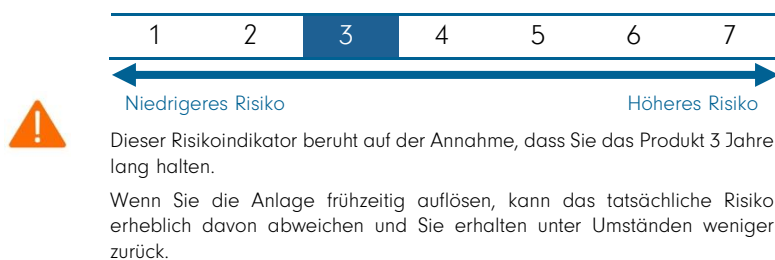 1 2 3 4 5 6 7
Niedrigeres Risiko Höheres Risiko
Dieser Risikoindikator beruht auf der Annahme, dass Sie das Produkt 3 Jahre
lang halten.
Wenn Sie die Anlage frühzeitig auflösen, kann das tatsächliche Risiko
erheblich davon abweichen und Sie erhalten unter Umständen weniger
zurück.